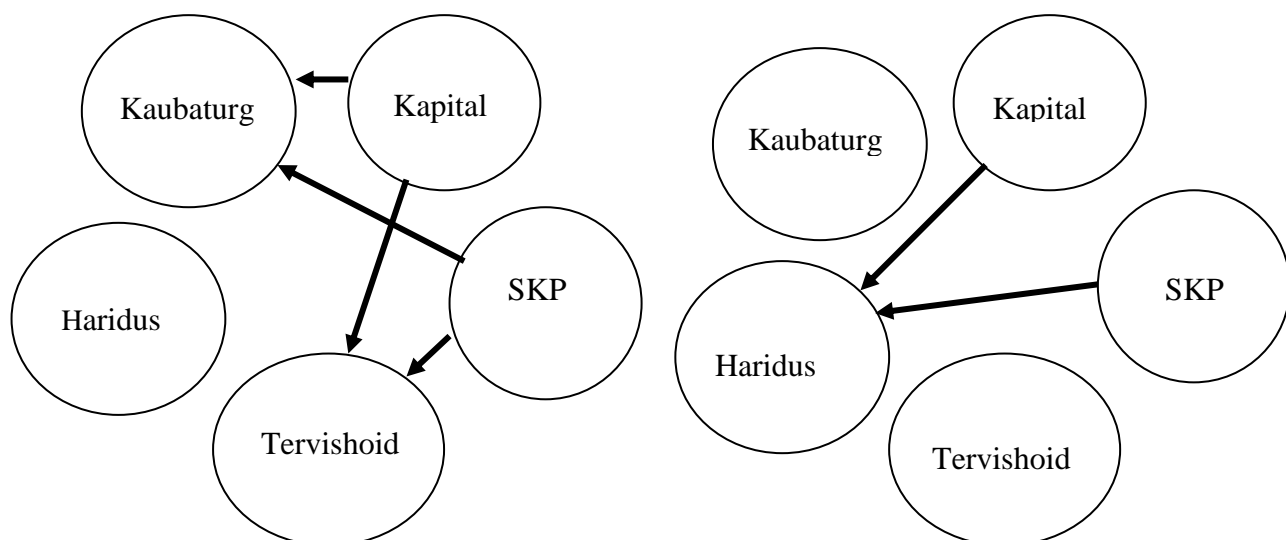 Kaubaturg
Kapital
SKP
Haridus
Tervishoid
Kaubaturg
Kapital
SKP
Haridus
Tervishoid